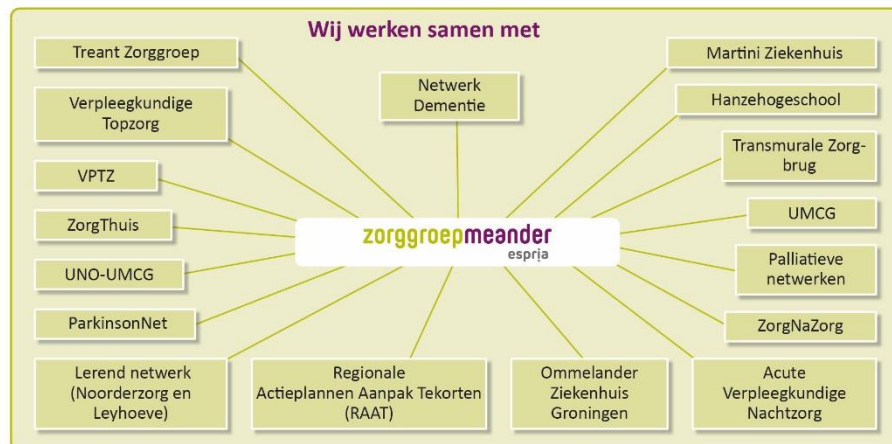 Wij werken samen met
Treant Zorggroep
Verpleegkundige
Topzorg
VPTZ
ZorgThuis
UNO-UMCG
ParkinsonNet
Lerend netwerk
(Noorderzorg en
Leyhoeve)
Netwerk
Dementie
zorggroepmeander
espria
Regionale
Actieplannen Aanpak Tekorten
(RAAT)
Ommelander
Ziekenhuis
Groningen
Martini Ziekenhuis
Hanzehogeschool
Transmurale Zorg-
brug
UMCG
Palliatieve
netwerken
ZorgNaZorg
Acute
Verpleegkundige
Nachtzorg